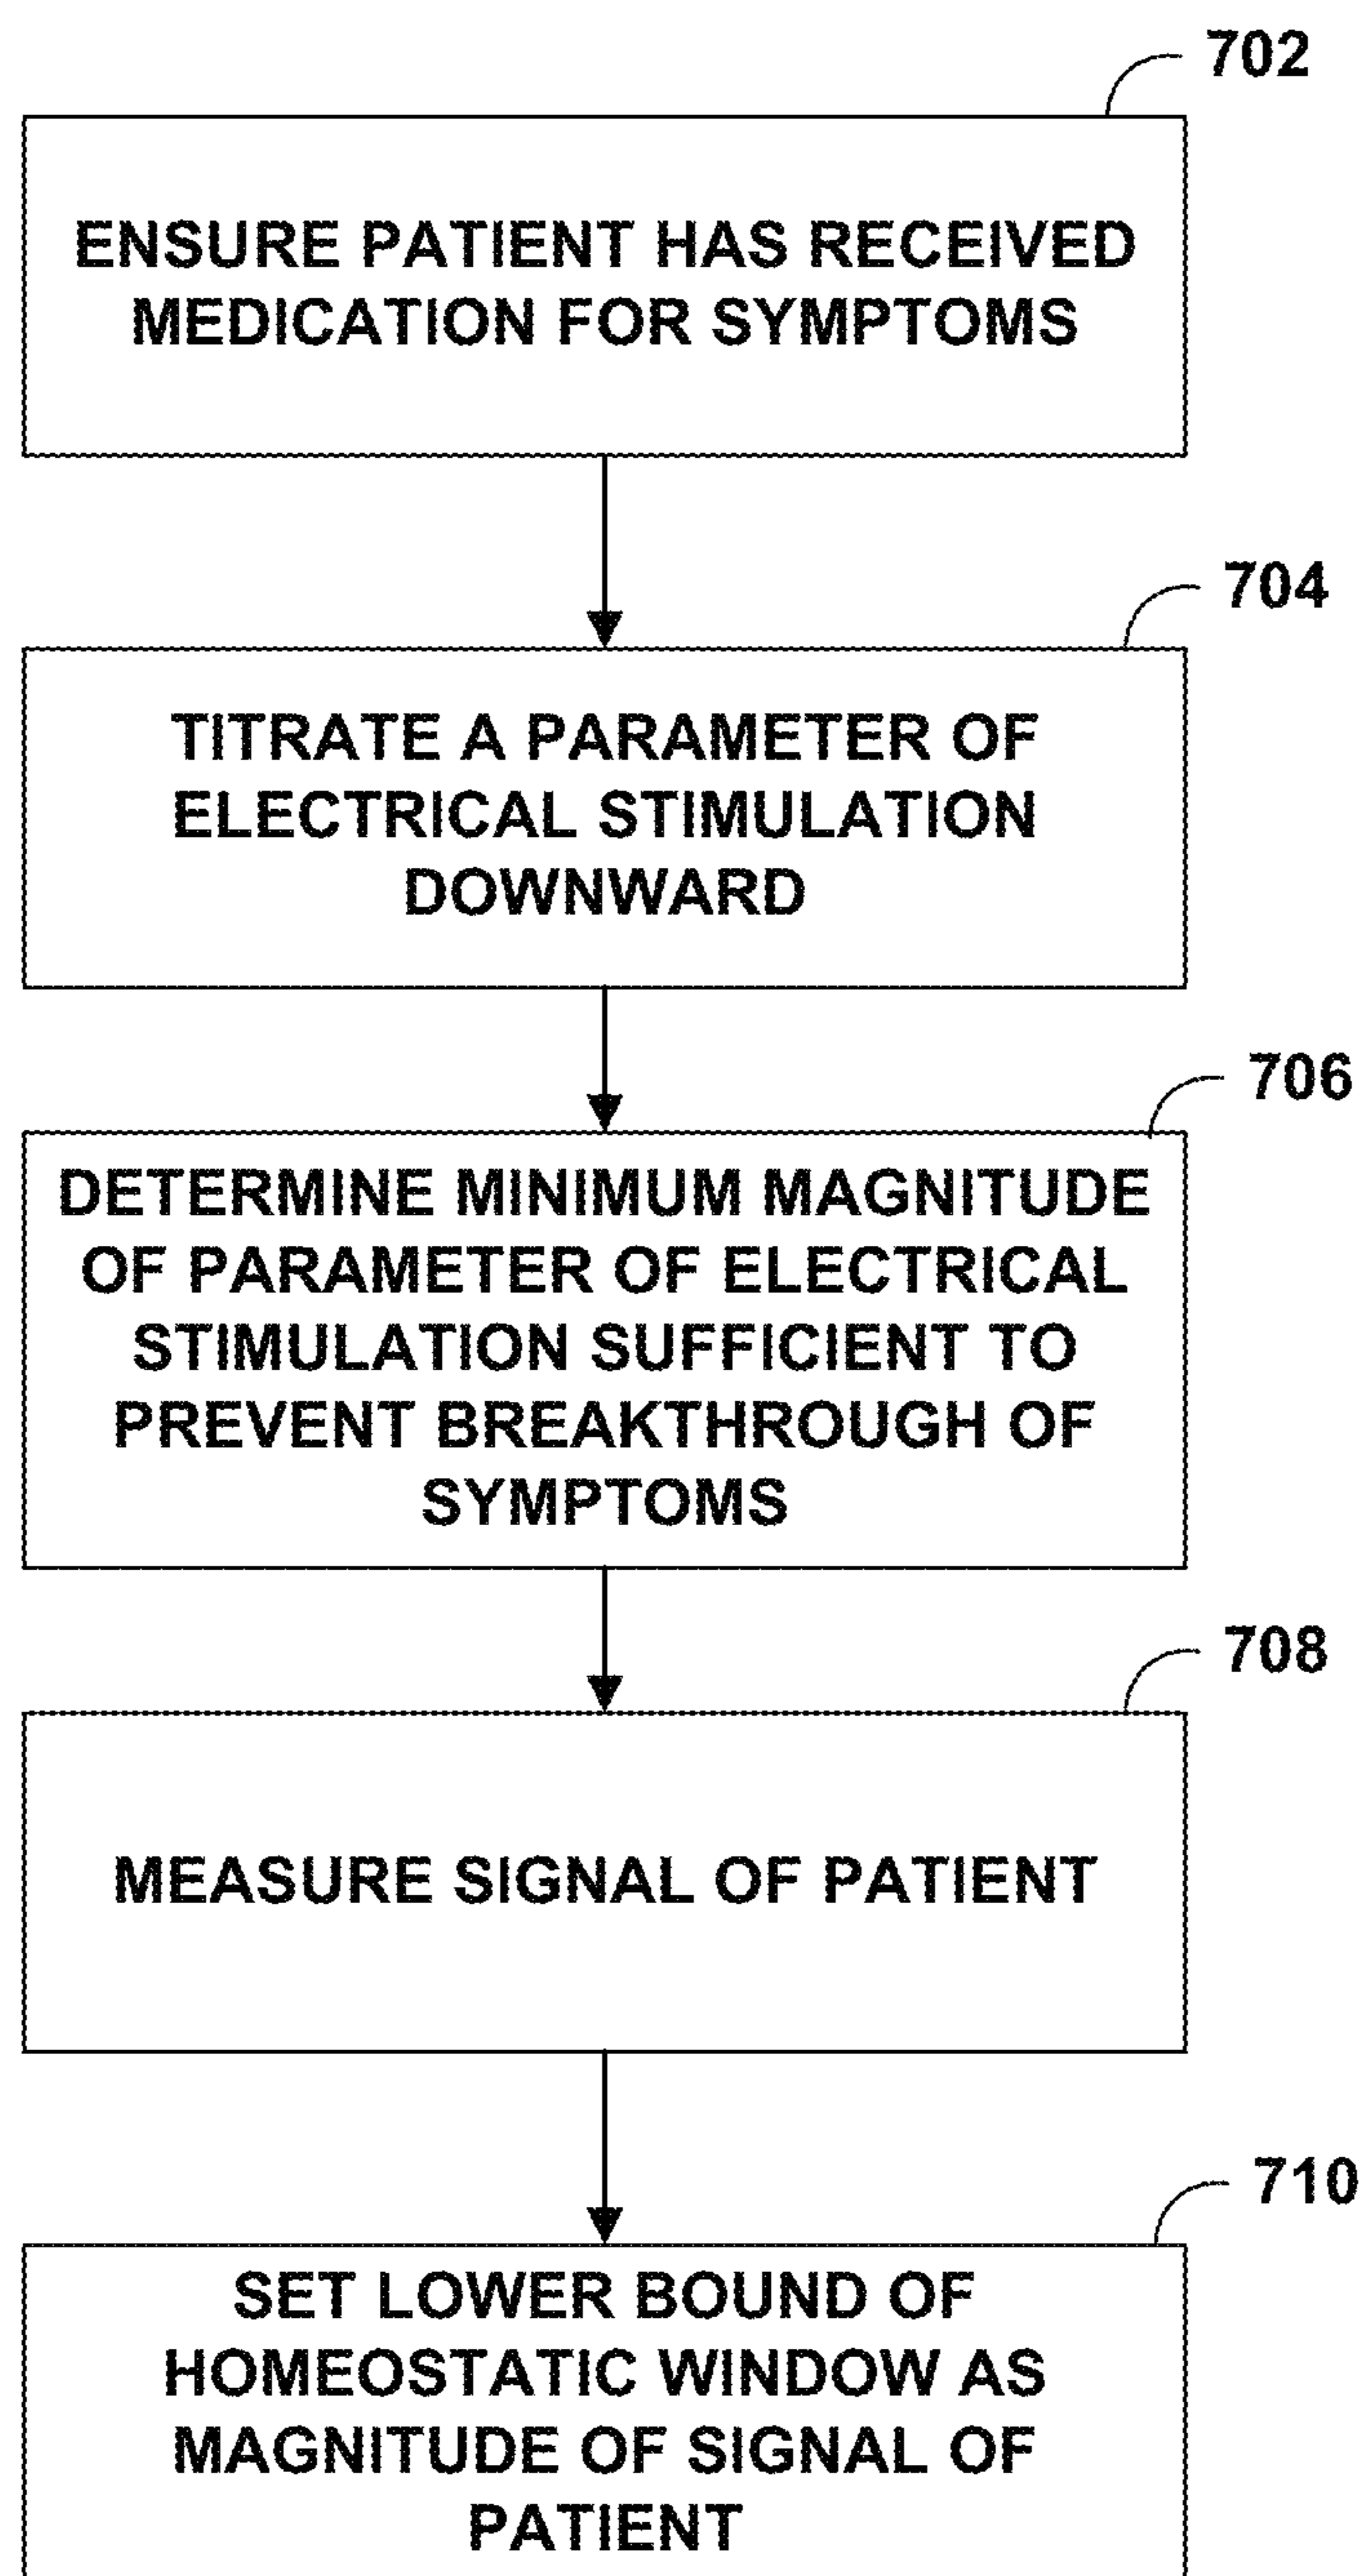 702
ENSURE PATIENT HAS RECEIVED
MEDICATION FOR SYMPTOMS
704
TITRATE A PARAMETER OF
ELECTRICAL STIMULATION
DOWNWARD
706
DETERMINE MINIMUM MAGNITUDE
OF PARAMETER OF ELECTRICAL
STIMULATION SUFFICIENT TO
PREVENT BREAKTHROUGH OF
SYMPTOMS
708
MEASURE SIGNAL OF PATIENT
710
SET LOWER BOUND OF
HOMEOSTATIC WINDOW AS
MAGNITUDE OF SIGNAL OF
PATIENT